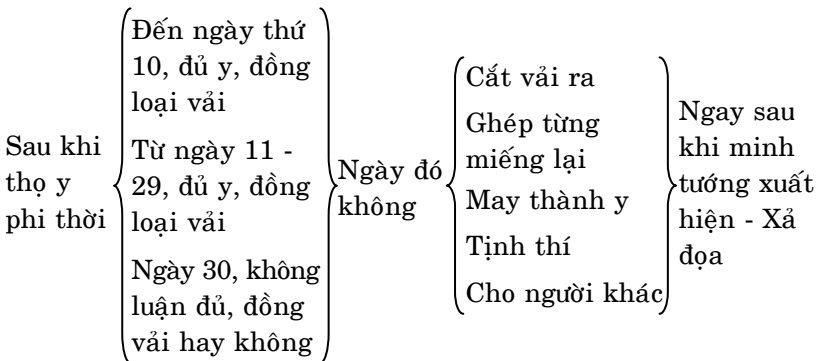 Sau khi
thọ y
phi thời
Đến ngày thứ
10, đủ y, đồng
loại vải
Từ ngày 11 -
29, đủ y, đồng
loại vải
Ngày 30, không
luận đủ, đồng
vải hay không
Ngày đó
không
Cắt vải ra
Ghép từng
miếng lại
May thành y
Tịnh thí
Cho người khác
Ngay sau
khi minh
tướng xuất
hiện - Xả
đọa